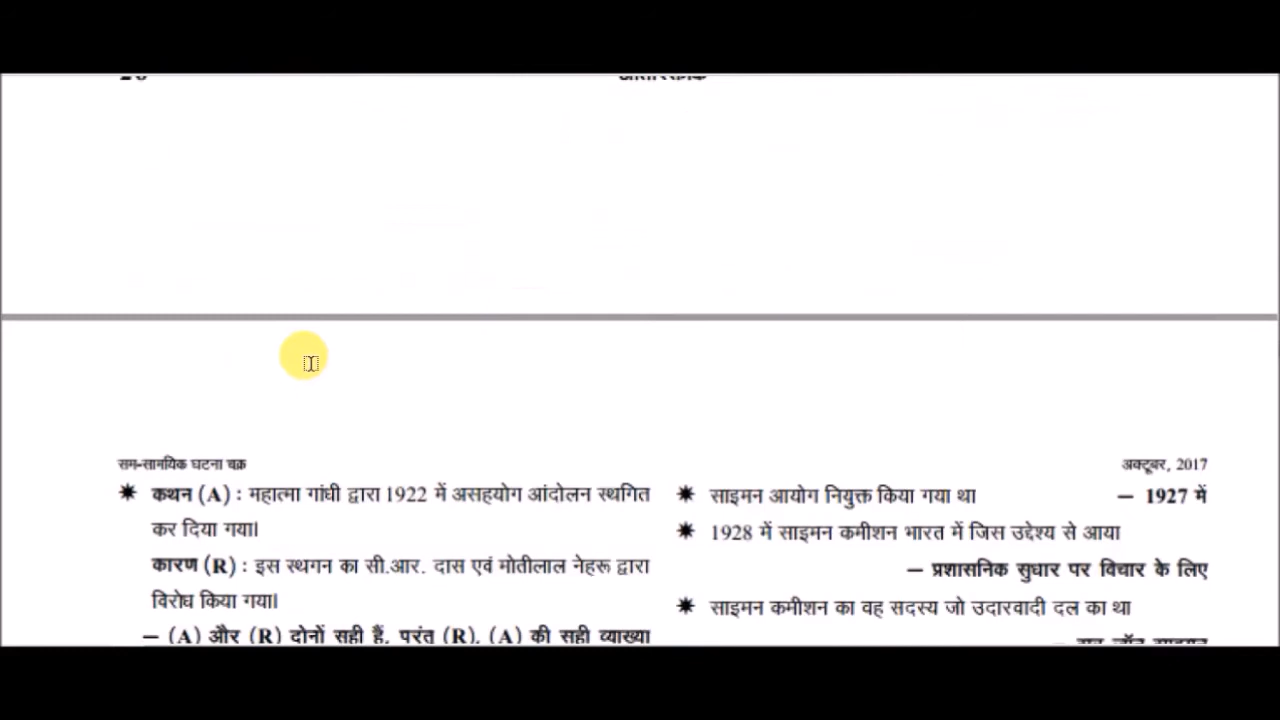 सम-सामयिक घटना चक्र
अक्टूबर, 2017
✷ कथन (A) : महात्मा गांधी द्वारा 1922 में असहयोग आंदोलन स्थगित
कर दिया गया।
कारण (R) : इस स्थगन का सी.आर. दास एवं मोतीलाल नेहरू द्वारा
विरोध किया गया।
– (A) और (R) दोनों सही हैं, परंतु (R), (A) की सही व्याख्या
✷ साइमन आयोग नियुक्त किया गया था – 1927 में
✷ 1928 में साइमन कमीशन भारत में जिस उद्देश्य से आया
– प्रशासनिक सुधार पर विचार के लिए
✷ साइमन कमीशन का वह सदस्य जो उदारवादी दल का था